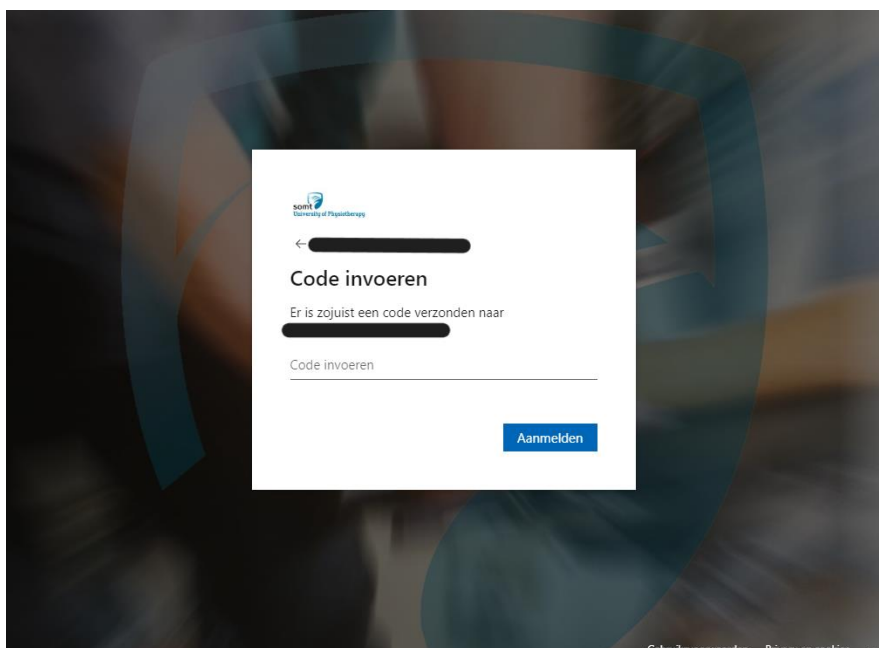 somt
University of Physiotherapy
←
Code invoeren
Er is zojuist een code verzonden naar
Code invoeren
Aanmelden